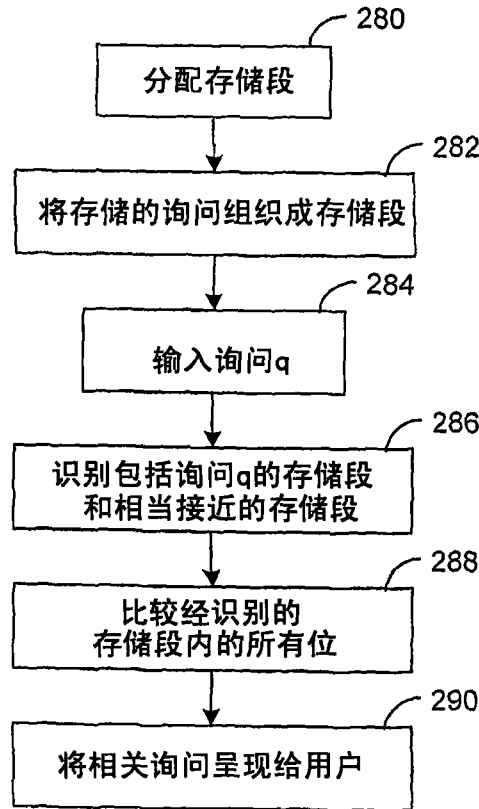 280
分配存储段
282
将存储的询问组织成存储段
284
输入询问q
286
识别包括询问q的存储段
和相当接近的存储段
288
比较经识别的
存储段内的所有位
290
将相关询问呈现给用户